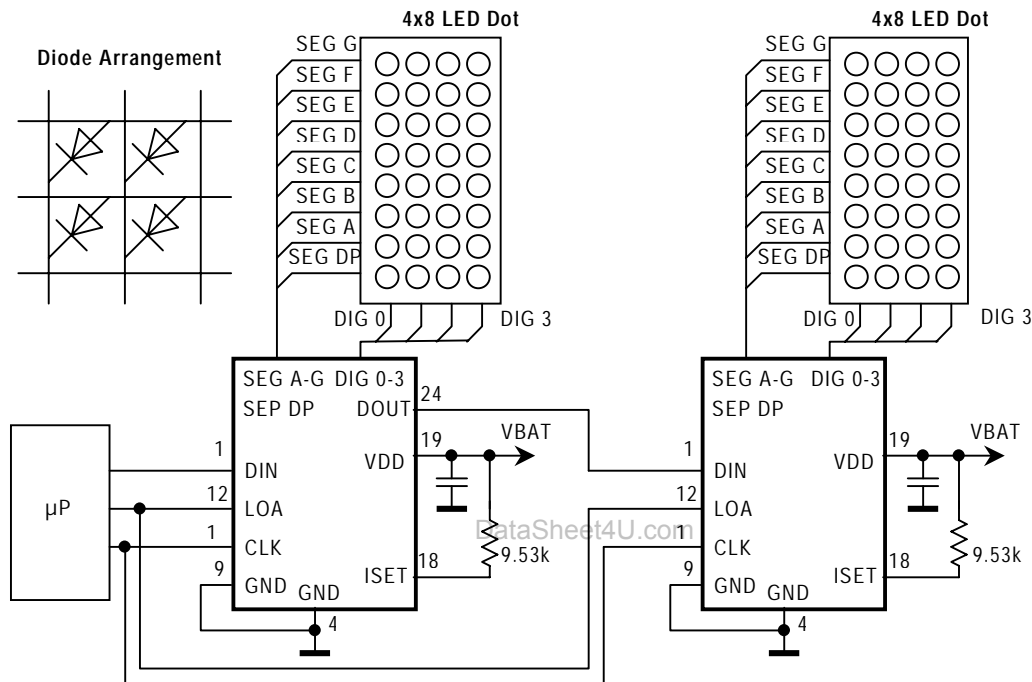 4x8 LED Dot
4x8 LED Dot
Diode Arrangement
SEG G
SEG F
SEG E
SEG D
SEG C
SEG B
SEG A
SEG DP
DIG 0
DIG 3
SEG G
SEG F
SEG E
SEG D
SEG C
SEG B
SEG A
SEG DP
DIG 0
DIG 3
µP
SEG A-G DIG 0-3
SEP DP DOUT
24
1
DIN
12
LOA
1
CLK
9
GND
GND
4
VDD
19
VBAT
ISET
18
9.53k
DataSheet4U.com
SEG A-G DIG 0-3
SEP DP
1
DIN
12
LOA
1
CLK
9
GND
GND
4
VDD
19
VBAT
ISET
18
9.53k